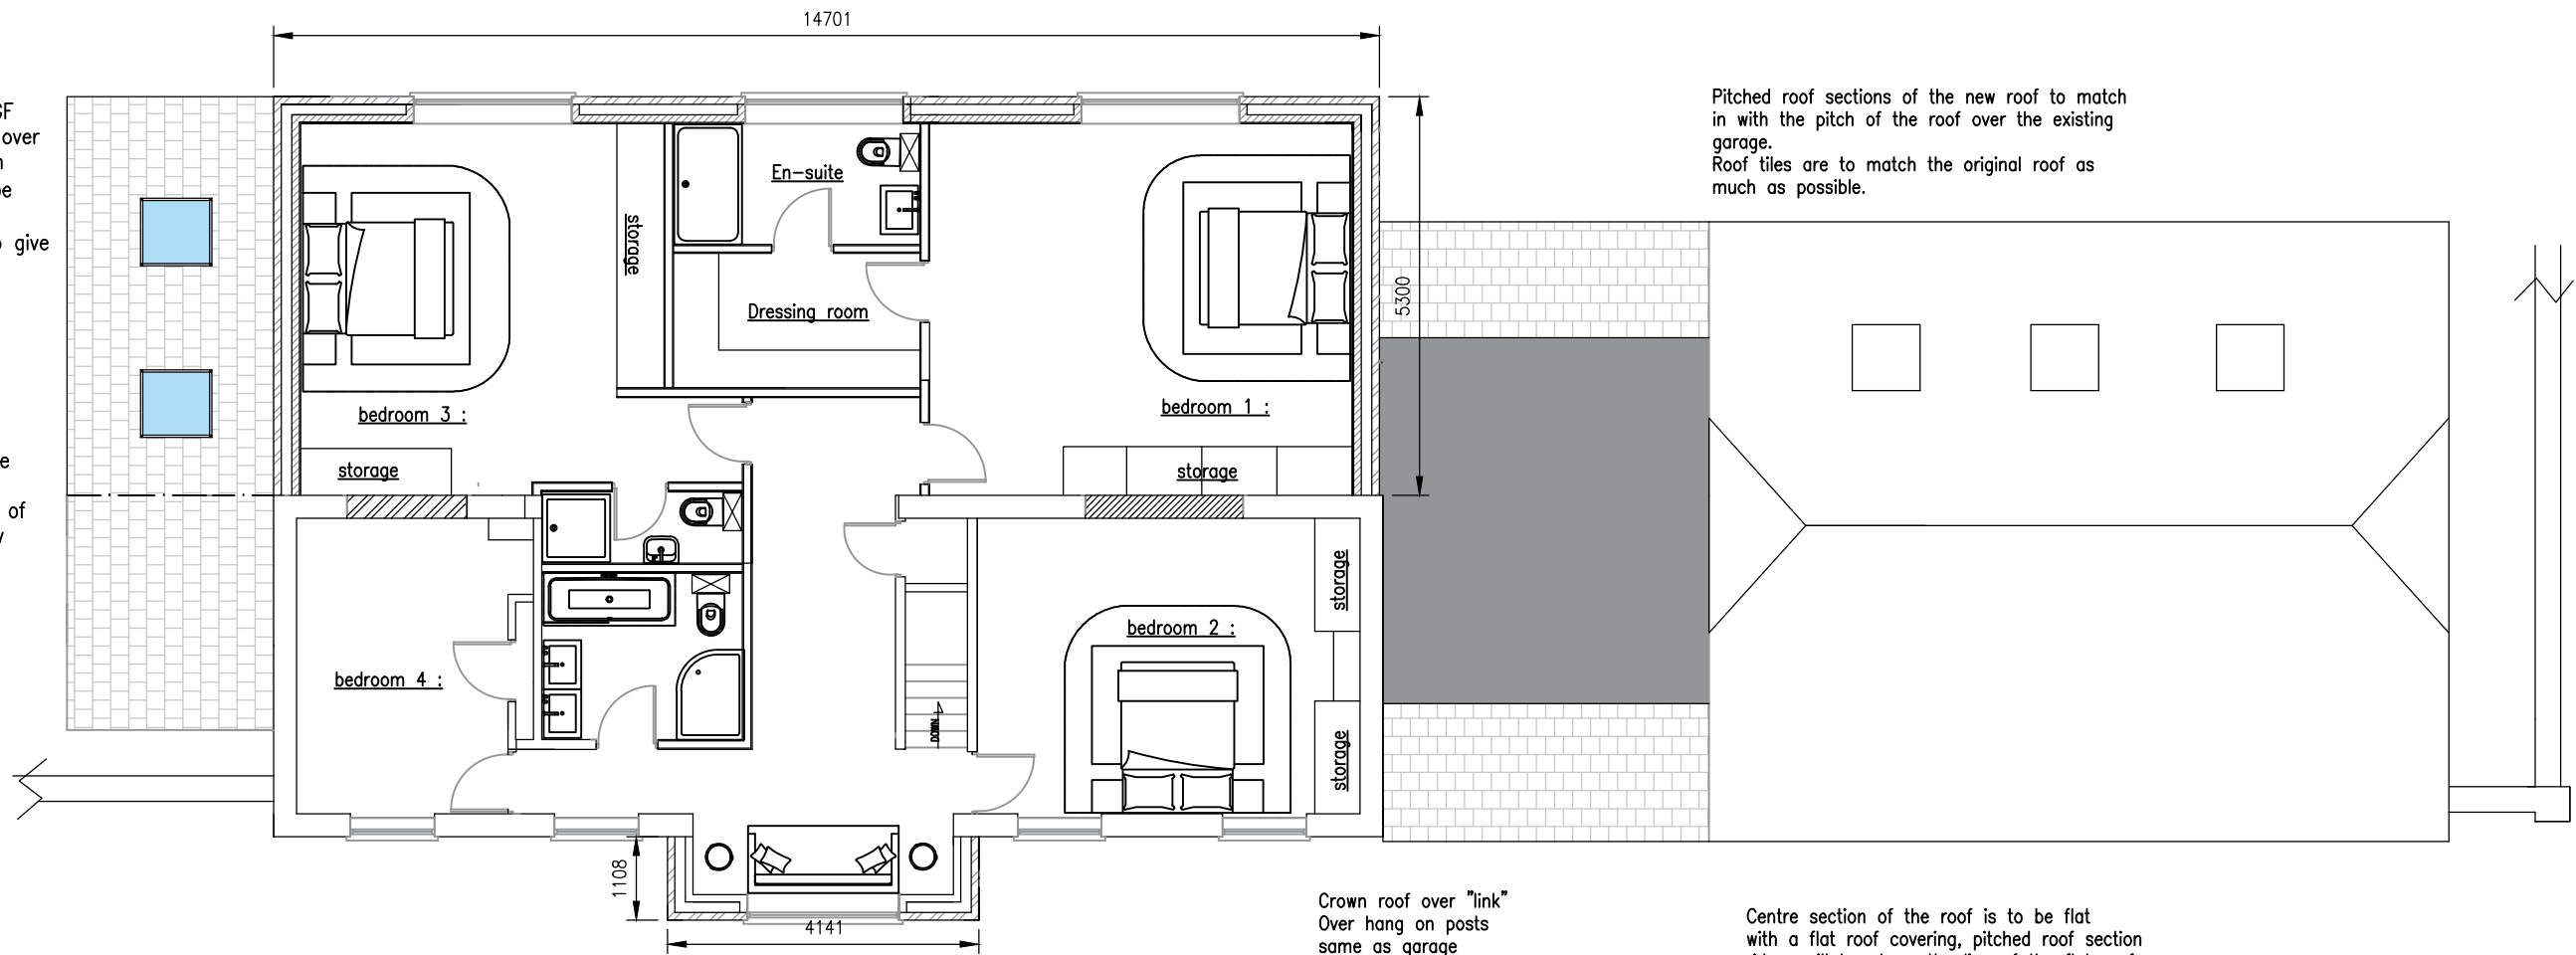 14701
GF
over
be
give
of
Pitched roof sections of the new roof to match
in with the pitch of the roof over the existing
garage.
Roof tiles are to match the original roof as
much as possible.
En-suite
storage
Dressing room
5300
bedroom 3 :
bedroom 1 :
storage
storage
storage
bedroom 2 :
bedroom 4 :
DOWN
storage
1108
4141
Crown roof over "link"
Over hang on posts
same as garage
Centre section of the roof is to be flat
with a flat roof covering, pitched roof section